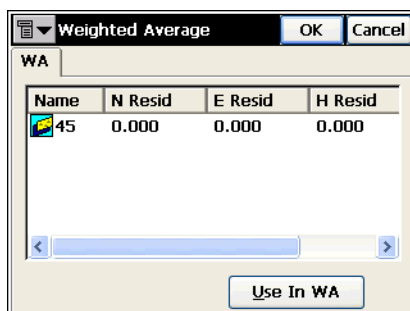 Weighted Average OK Cancel
WA
Name N Resid E Resid H Resid
45 0.000 0.000 0.000
Use In WA